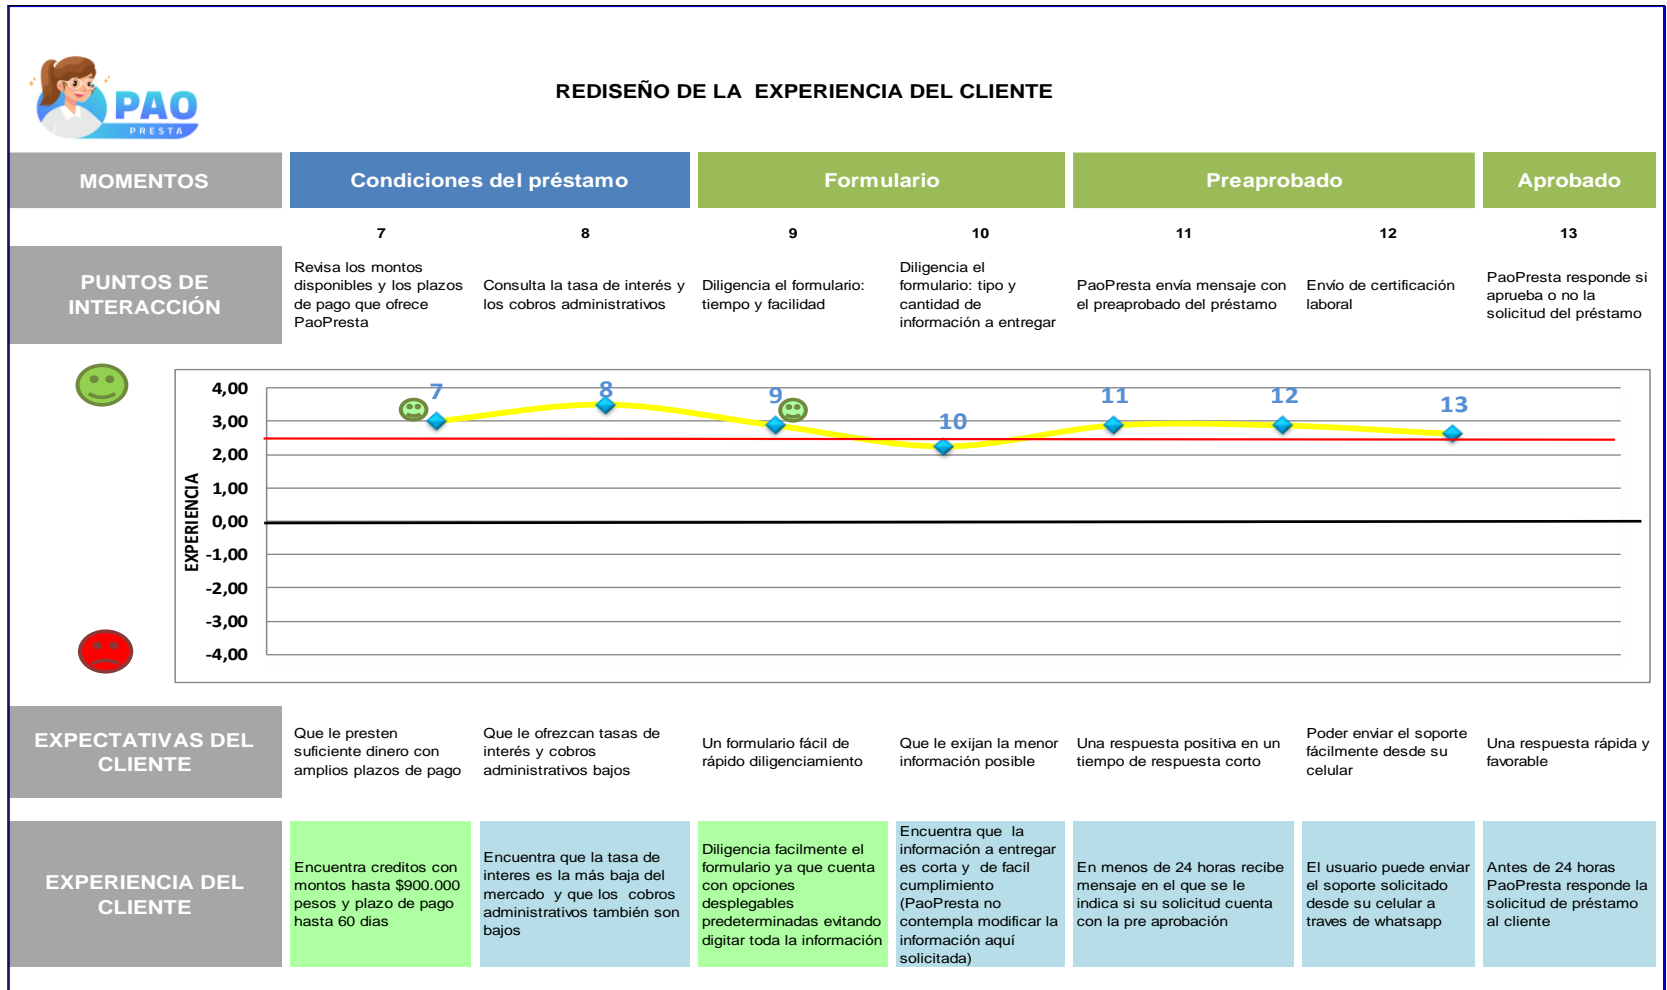 PAO
PRESTA
REDISEÑO DE LA  EXPERIENCIA DEL CLIENTE
MOMENTOS
Condiciones del préstamo
Formulario
Preaprobado
Aprobado
7
8
9
10
11
12
13
PUNTOS DE
INTERACCIÓN
Revisa los montos
disponibles y los plazos
de pago que ofrece
PaoPresta
Consulta la tasa de interés y
los cobros administrativos
Diligencia el formulario:
tiempo y facilidad
Diligencia el
formulario: tipo y
cantidad de
información a entregar
PaoPresta envía mensaje con
el preaprobado del préstamo
Envío de certificación
laboral
PaoPresta responde si
aprueba o no la
solicitud del préstamo
EXPERIENCIA
4,00
3,00
2,00
1,00
0,00
-1,00
-2,00
-3,00
-4,00
7
8
9
10
11
12
13
EXPECTATIVAS DEL
CLIENTE
Que le presten
suficiente dinero con
amplios plazos de pago
Que le ofrezcan tasas de
interés y cobros
administrativos bajos
Un formulario fácil de
rápido diligenciamiento
Que le exijan la menor
información posible
Una respuesta positiva en un
tiempo de respuesta corto
Poder enviar el soporte
fácilmente desde su
celular
Una respuesta rápida y
favorable
EXPERIENCIA DEL
CLIENTE
Encuentra creditos con
montos hasta $900.000
pesos y plazo de pago
hasta 60 dias
Encuentra que la tasa de
interes es la más baja del
mercado  y que los  cobros
administrativos también son
bajos
Diligencia facilmente el
formulario ya que cuenta
con opciones
desplegables
predeterminadas evitando
digitar toda la información
Encuentra que  la
información a entregar
es corta y  de facil
cumplimiento
(PaoPresta no
contempla modificar la
información aquí
solicitada)
En menos de 24 horas recibe
mensaje en el que se le
indica si su solicitud cuenta
con la pre aprobación
El usuario puede enviar
el soporte solicitado
desde su celular a
traves de whatsapp
Antes de 24 horas
PaoPresta responde la
solicitud de préstamo
al cliente